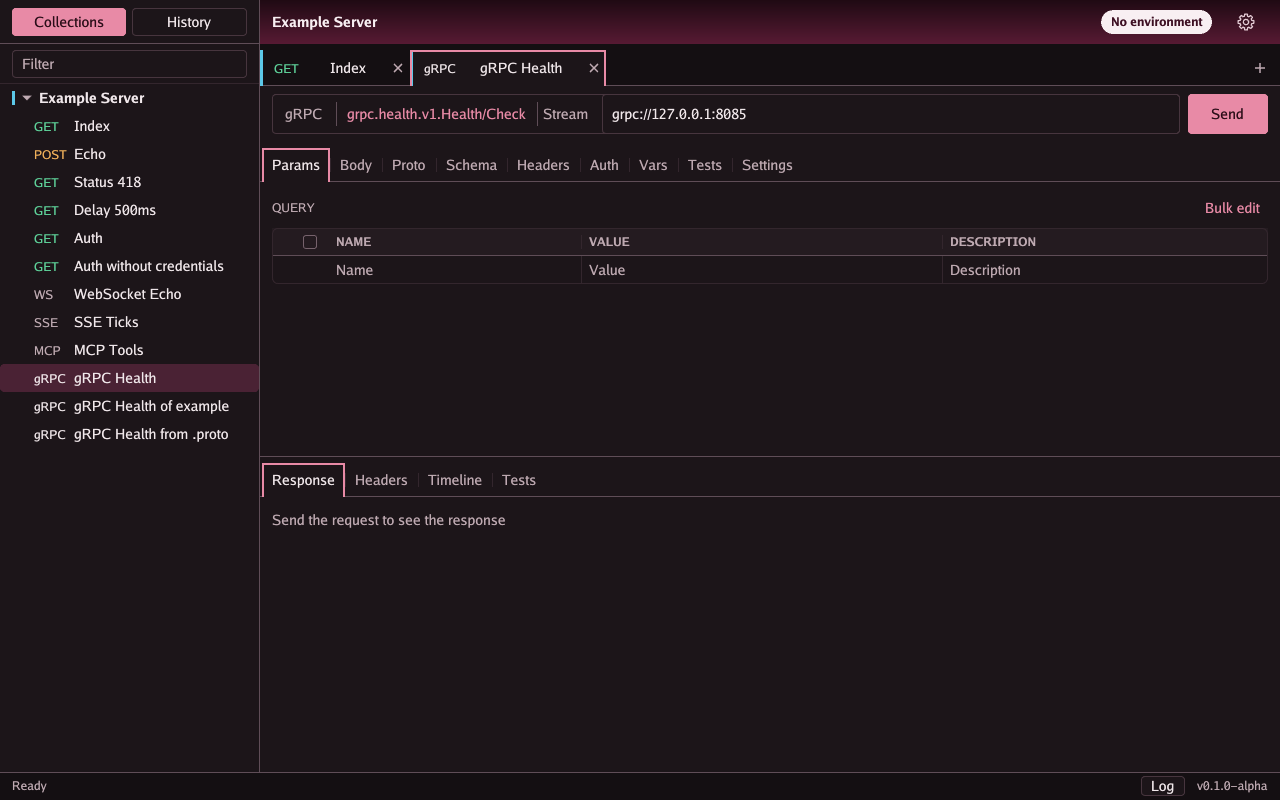 Collections
History
Example Server
No environment
Filter
GET Index
gRPC gRPC Health
Example Server
GET Index
POST Echo
GET Status 418
GET Delay 500ms
GET Auth
GET Auth without credentials
WS WebSocket Echo
SSE SSE Ticks
MCP MCP Tools
gRPC gRPC Health
gRPC gRPC Health of example
gRPC gRPC Health from .proto
gRPC grpc.health.v1.Health/Check Stream grpc://127.0.0.1:8085
Send
Params Body Proto Schema Headers Auth Vars Tests Settings
QUERY
Bulk edit
NAME VALUE DESCRIPTION
Name Value Description
Response Headers Timeline Tests
Send the request to see the response
Ready
Log
v0.1.0-alpha